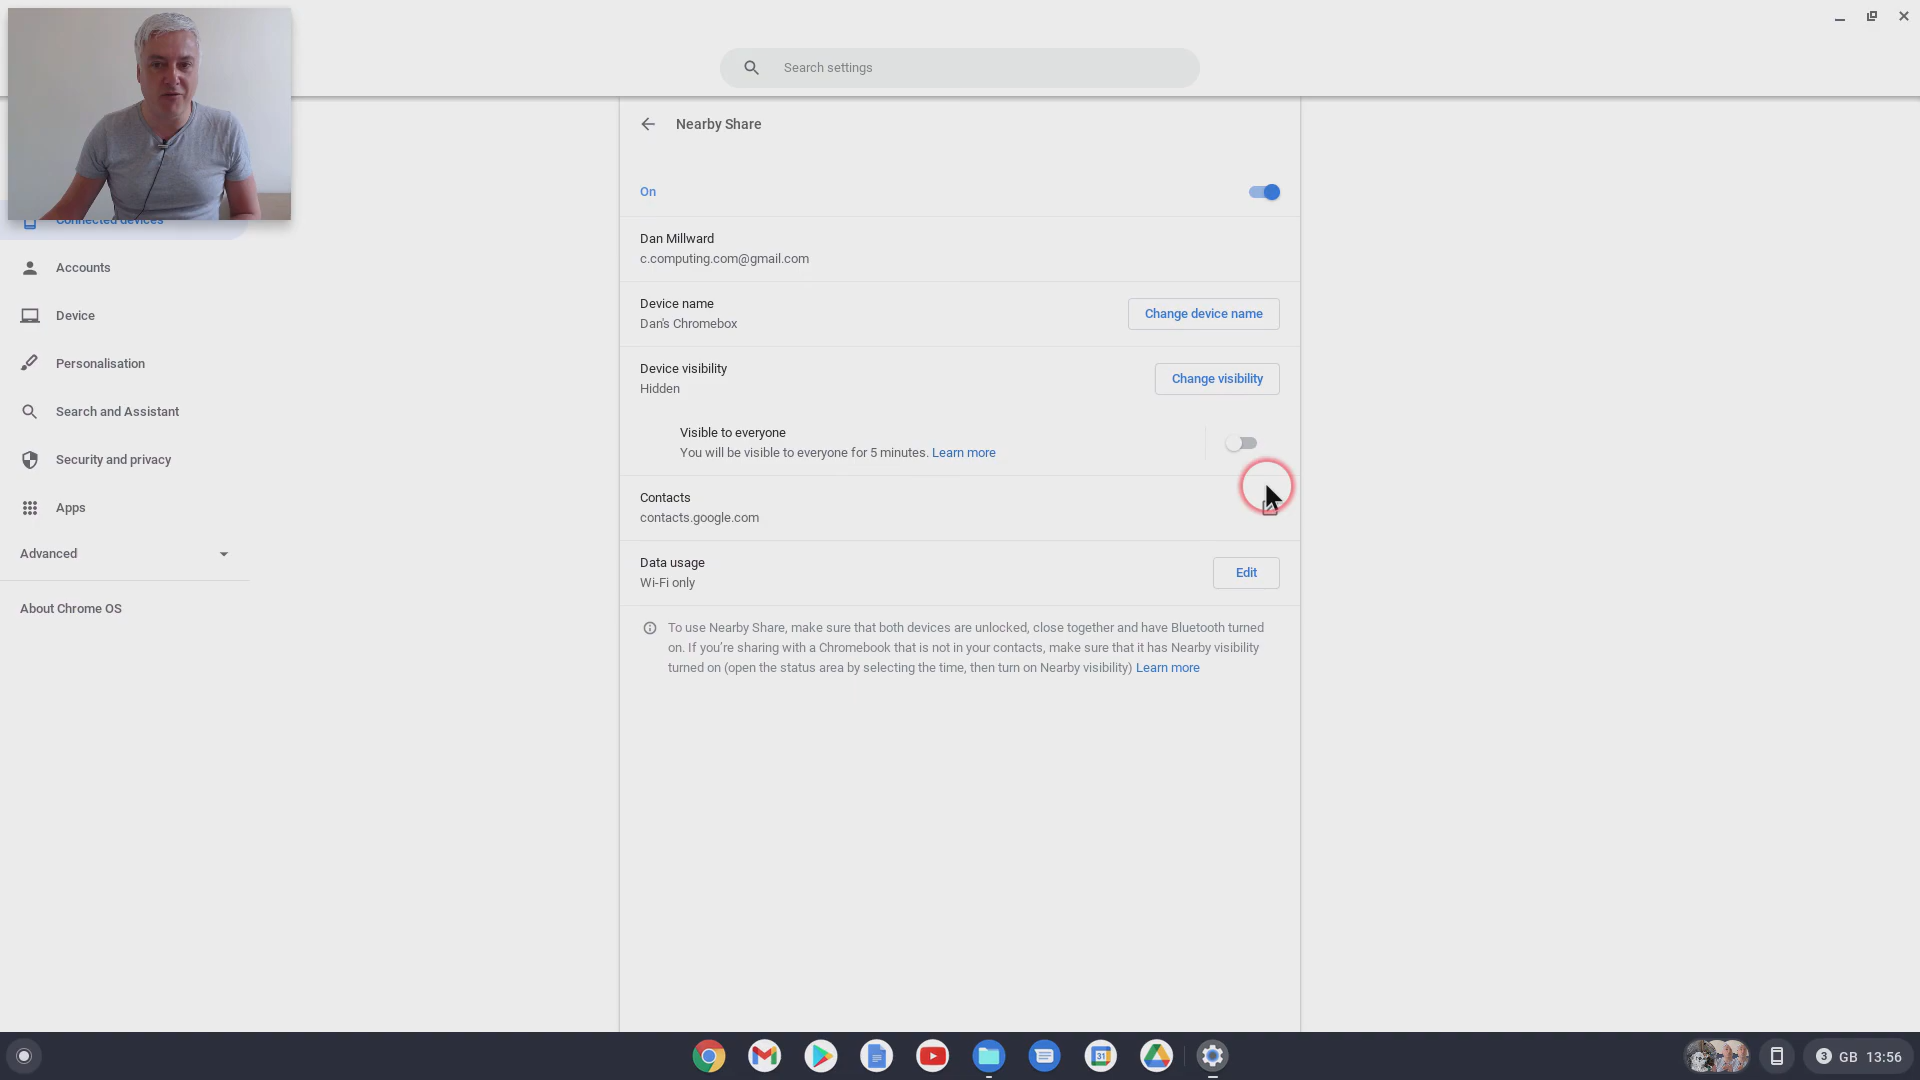 Search settings
Nearby Share
On
Dan Millward
c.computing.com@gmail.com
Device name
Dan's Chromebox
Change device name
Device visibility
Hidden
Change visibility
Visible to everyone
You will be visible to everyone for 5 minutes. Learn more
Contacts
contacts.google.com
Data usage
Wi-Fi only
Edit
To use Nearby Share, make sure that both devices are unlocked, close together and have Bluetooth turned
on. If you’re sharing with a Chromebook that is not in your contacts, make sure that it has Nearby visibility
turned on (open the status area by selecting the time, then turn on Nearby visibility) Learn more
Connected devices
Accounts
Device
Personalisation
Search and Assistant
Security and privacy
Apps
Advanced
About Chrome OS
31
3 GB 13:56